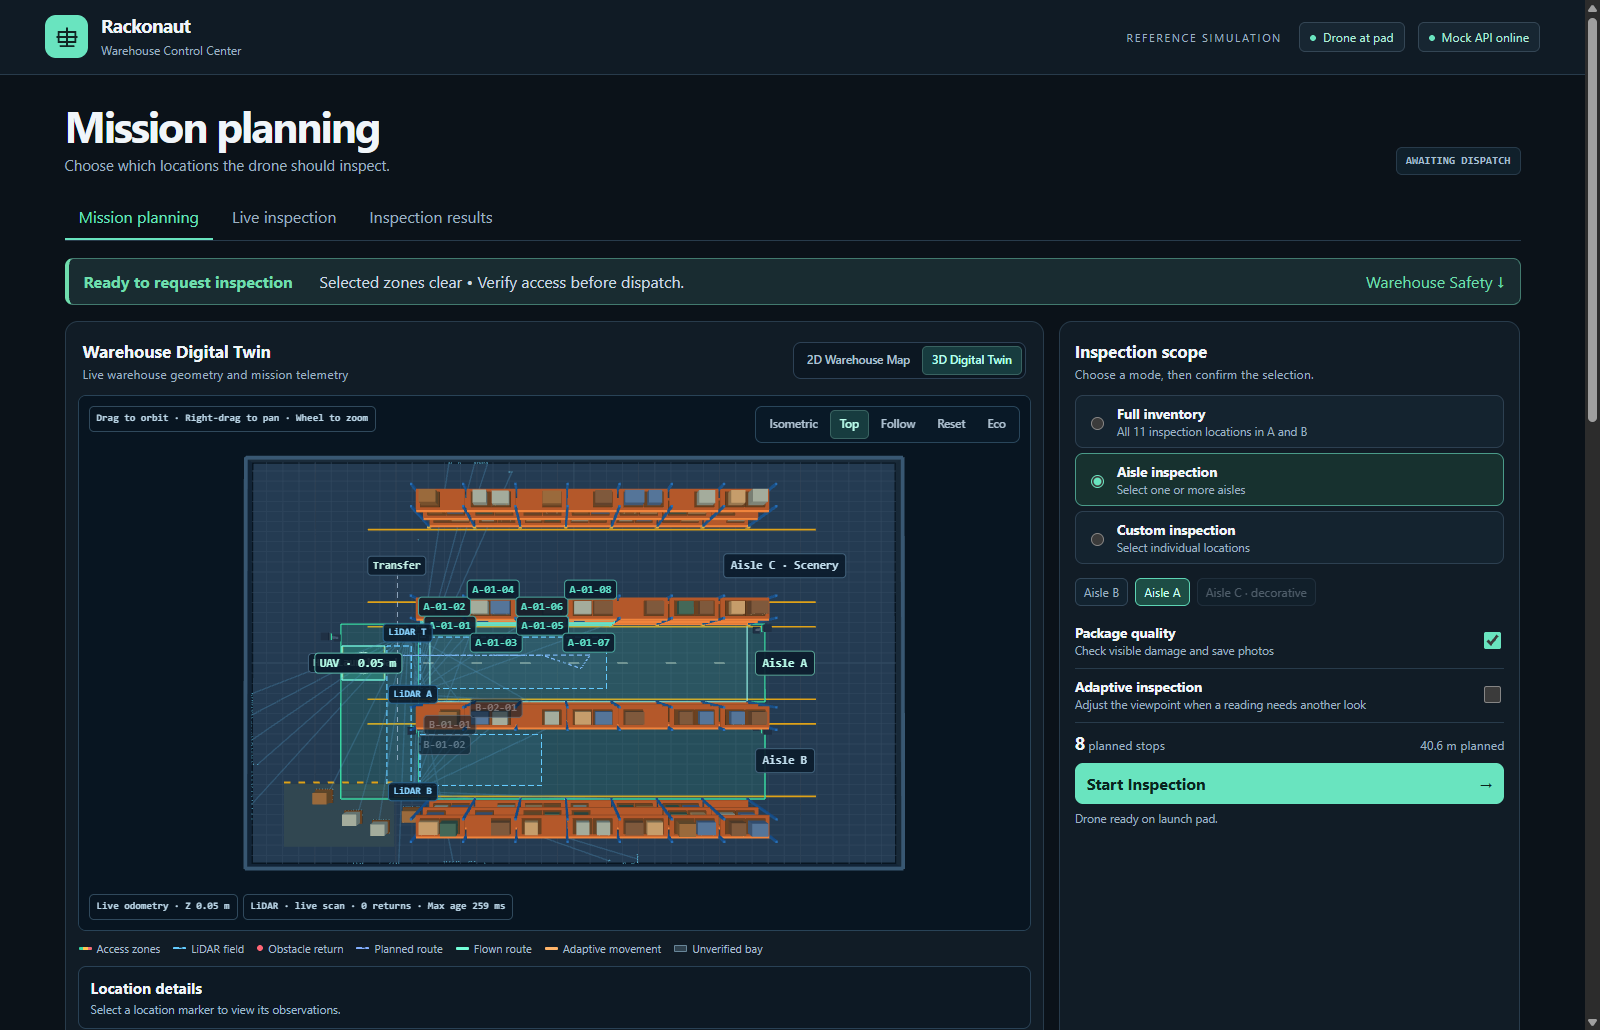 Rackonaut
Warehouse Control Center
REFERENCE SIMULATION
Drone at pad
Mock API online
Mission planning
Choose which locations the drone should inspect.
AWAITING DISPATCH
Mission planning
Live inspection
Inspection results
Ready to request inspection
Selected zones clear • Verify access before dispatch.
Warehouse Safety ↓
Warehouse Digital Twin
Live warehouse geometry and mission telemetry
2D Warehouse Map
3D Digital Twin
Drag to orbit · Right-drag to pan · Wheel to zoom
Isometric
Top
Follow
Reset
Eco
Transfer
Aisle C · Scenery
A-01-04
A-01-08
A-01-02
A-01-06
A-01-01
A-01-05
LiDAR T
A-01-03
A-01-07
UAV · 0.05 m
Aisle A
LiDAR A
B-02-01
B-01-01
B-01-02
Aisle B
LiDAR B
Live odometry · Z 0.05 m
LiDAR · live scan · 0 returns · Max age 259 ms
Access zones
LiDAR field
Obstacle return
Planned route
Flown route
Adaptive movement
Unverified bay
Location details
Select a location marker to view its observations.
Inspection scope
Choose a mode, then confirm the selection.
Full inventory
All 11 inspection locations in A and B
Aisle inspection
Select one or more aisles
Custom inspection
Select individual locations
Aisle B
Aisle A
Aisle C · decorative
Package quality
Check visible damage and save photos
Adaptive inspection
Adjust the viewpoint when a reading needs another look
8 planned stops
40.6 m planned
Start Inspection →
Drone ready on launch pad.